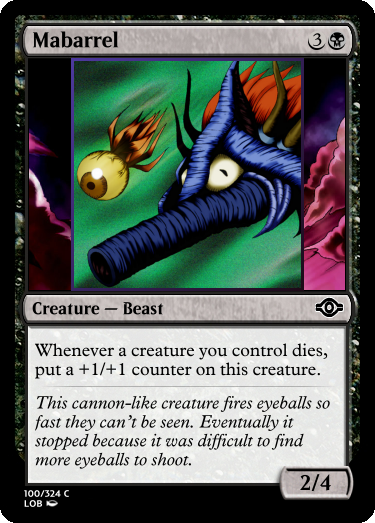 Mabarrel 3
Creature — Beast
Whenever a creature you control dies,
put a +1/+1 counter on this creature.
This cannon-like creature fires eyeballs so
fast they can't be seen. Eventually it
stopped because it was difficult to find
more eyeballs to shoot.
2/4
100/324 C
LOB